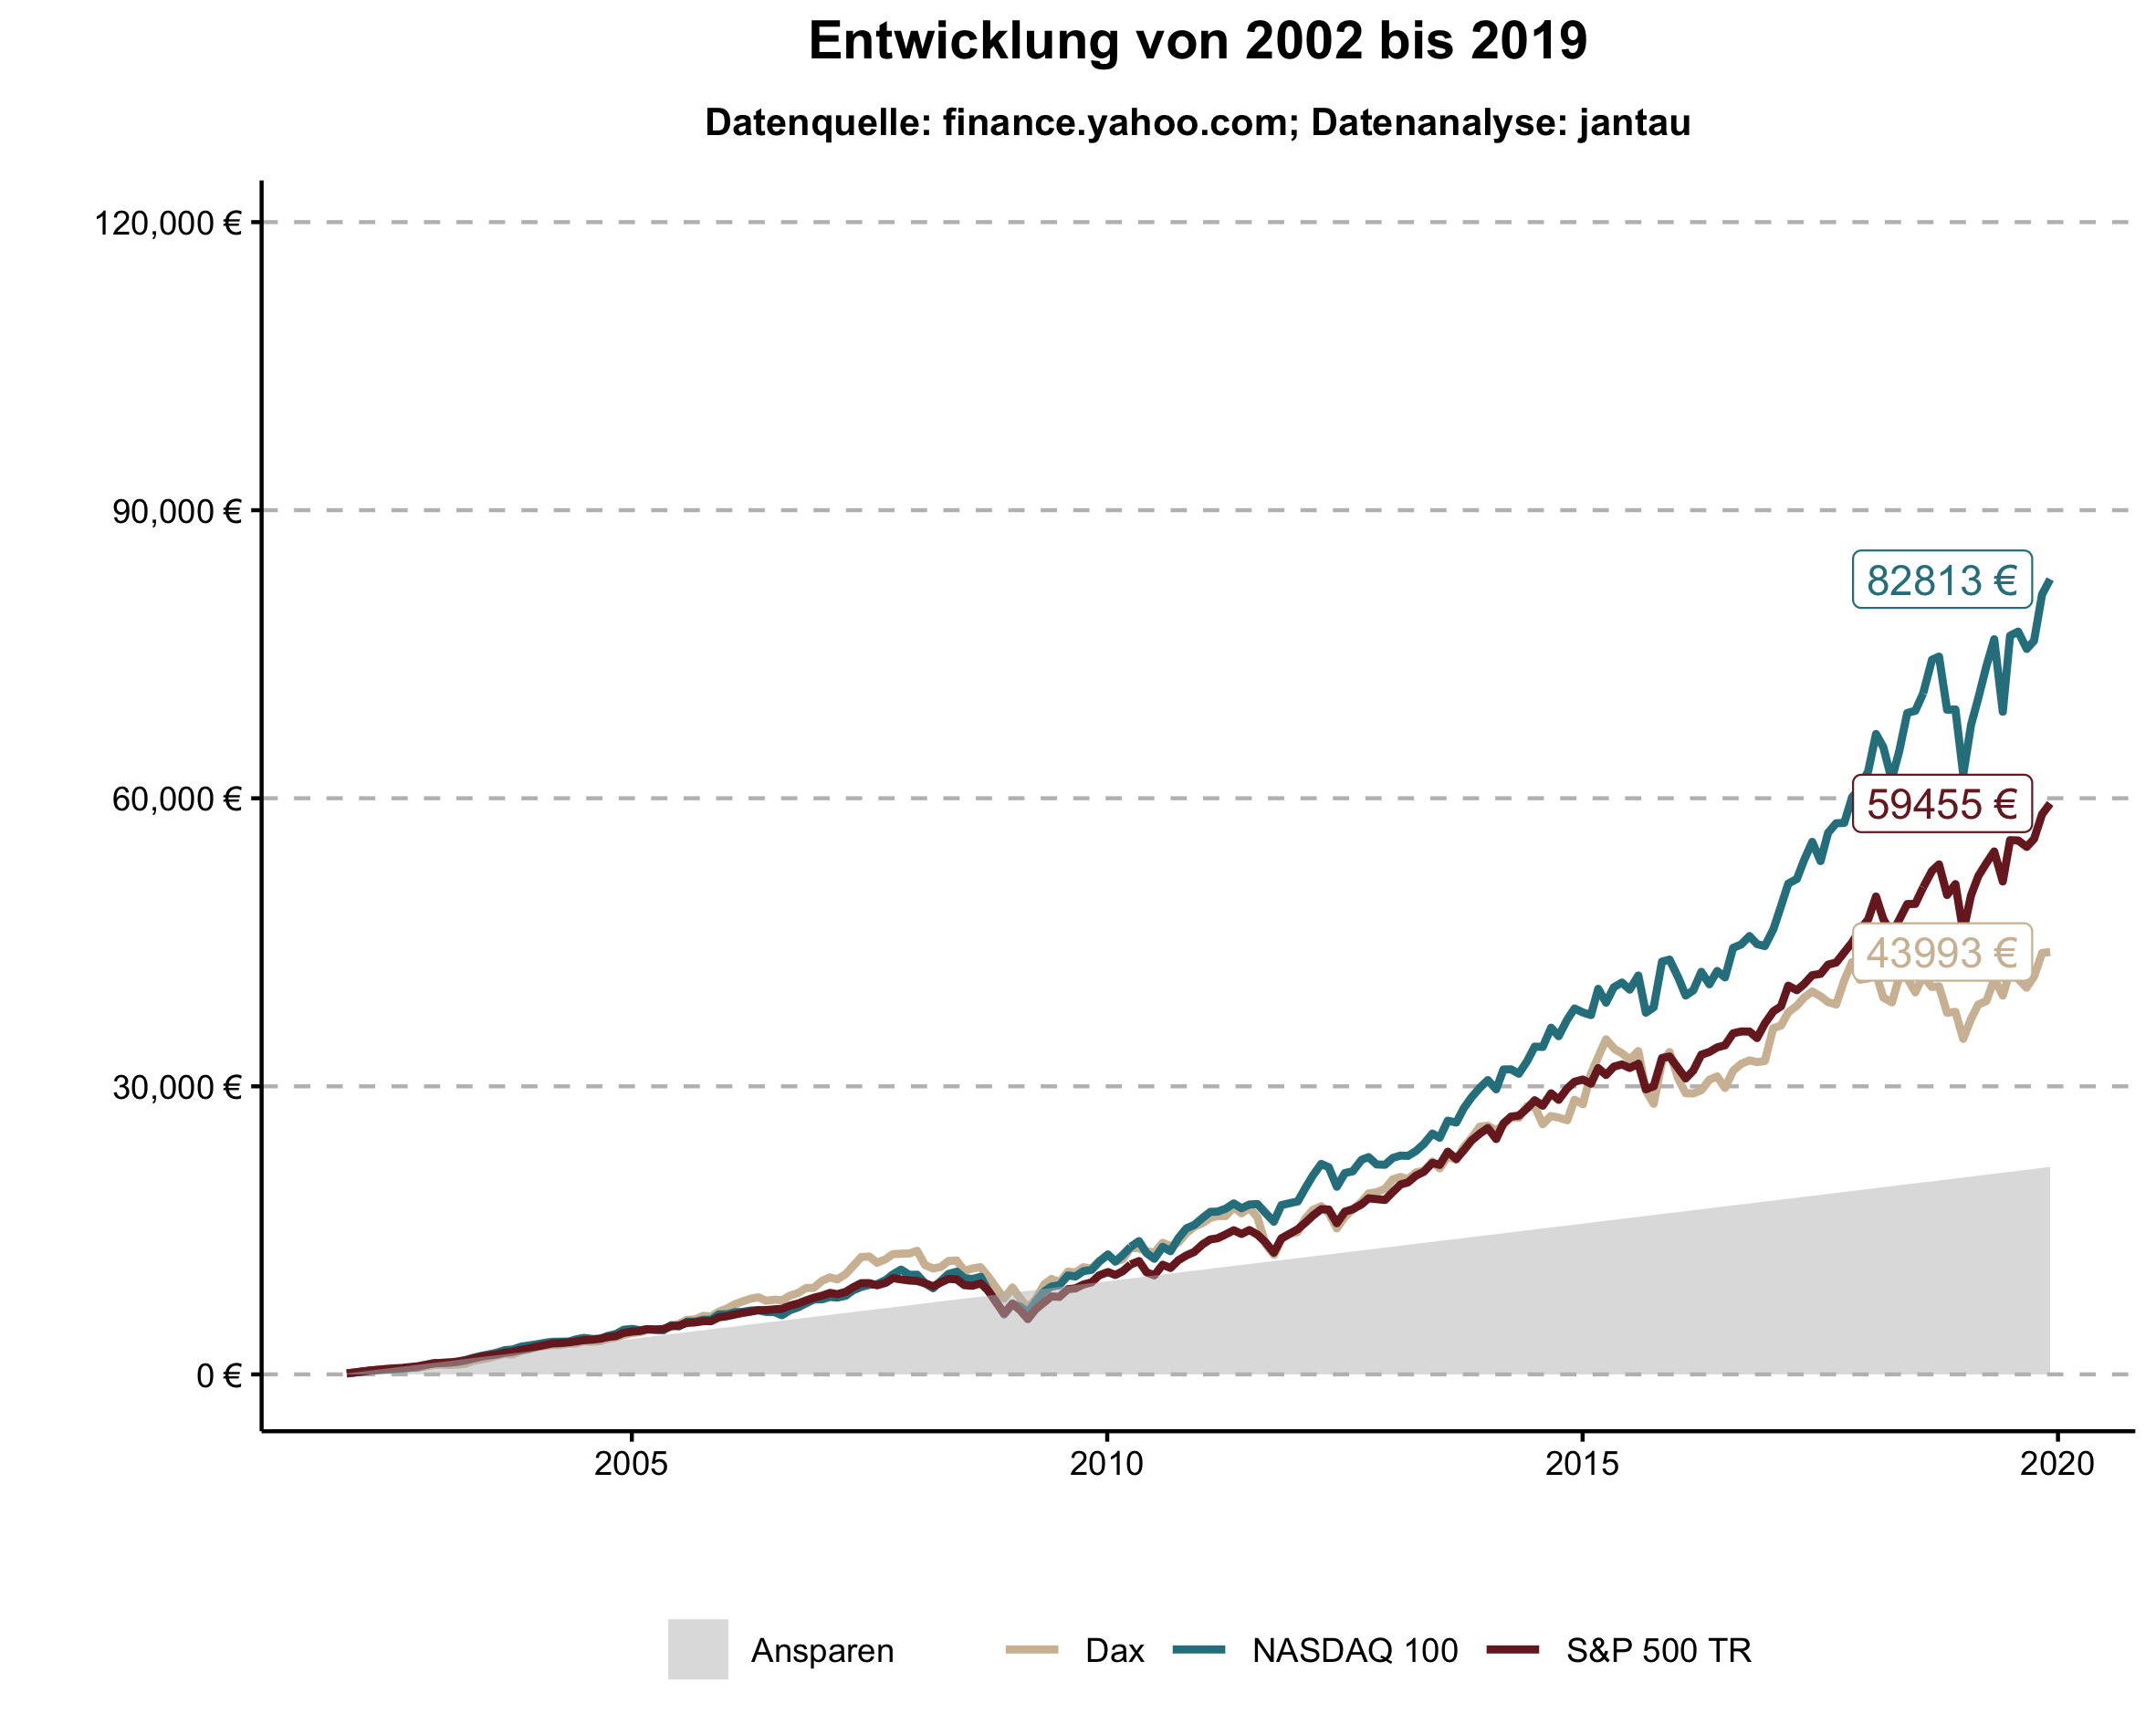 Entwicklung von 2002 bis 2019
Datenquelle: finance.yahoo.com; Datenanalyse: jantau
120,000 €
90,000 €
60,000 €
30,000 €
0 €
82813 €
59455 €
43993 €
2005 2010 2015 2020
Ansparen Dax NASDAQ 100 S&P 500 TR